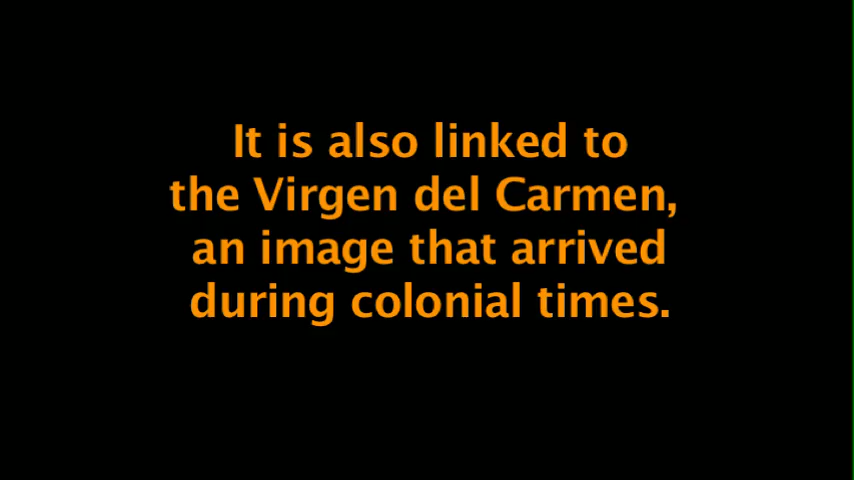 It is also linked to
the Virgen del Carmen,
an image that arrived
during colonial times.